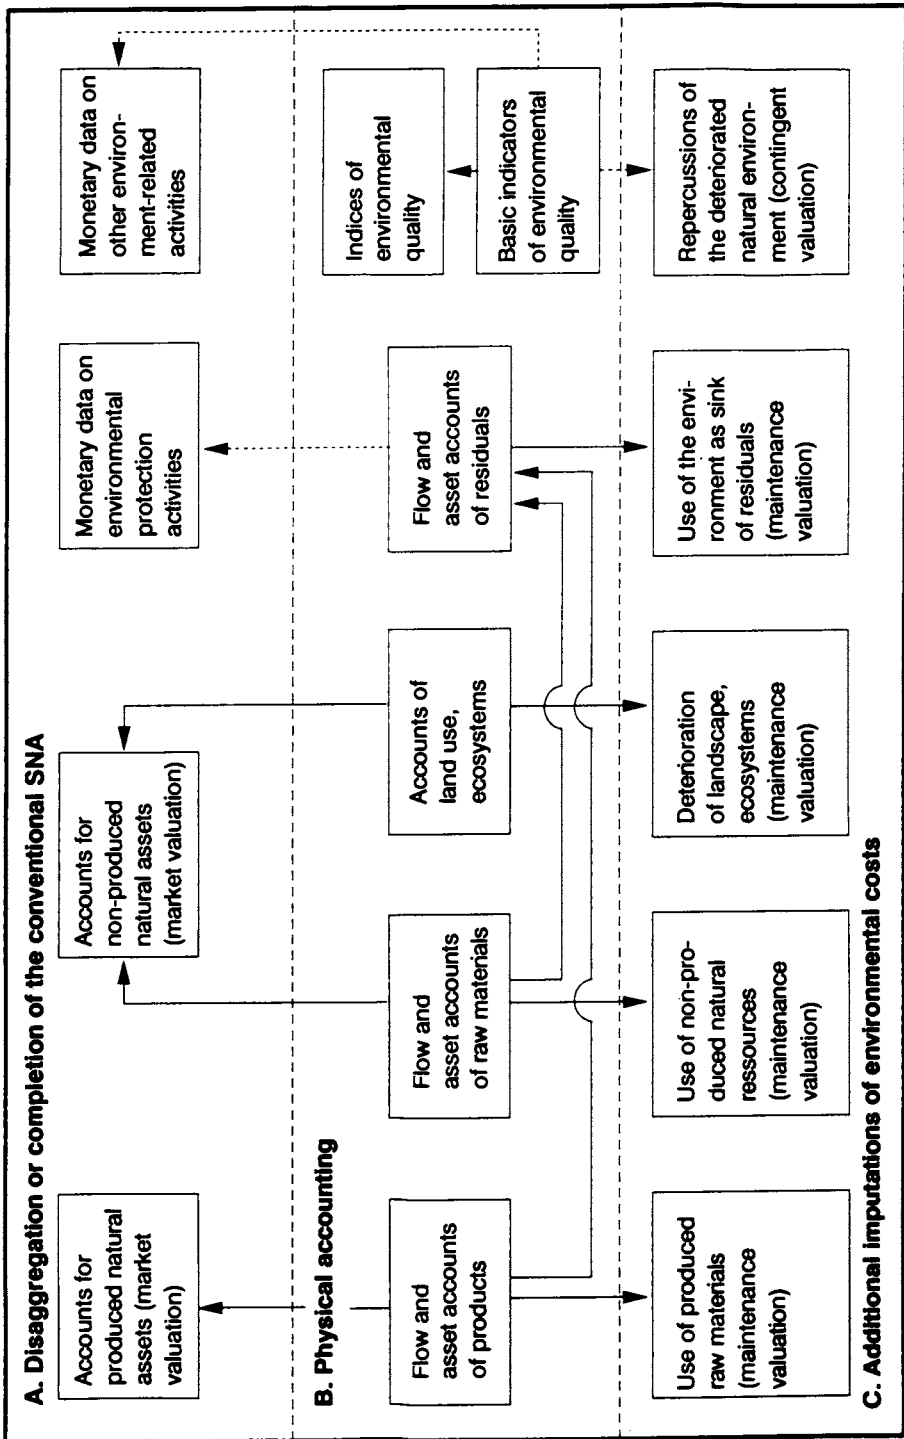 A. Disaggregation or completion of the conventional SNA
Accounts for
produced natural
assets (market
valuation)
Accounts for
non-produced
natural assets
(market valuation)
Monetary data on
environmental
protection
activities
Monetary data on
other environ-
ment-related
activities
B. Physical accounting
Flow and
asset accounts
of products
Flow and
asset accounts
of raw materials
Accounts of
land use,
ecosystems
Flow and
asset accounts
of residuals
Indices of
environmental
quality
Basic indicators
of environmental
quality
Use of produced
raw materials
(maintenance
valuation)
Use of non-pro-
duced natural
ressources
(maintenance
valuation)
Deterioration
of landscape,
ecosystems
(maintenance
valuation)
Use of the envi-
ronment as sink
of residuals
(maintenance
valuation)
Repercussions of
the deteriorated
natural environ-
ment (contingent
valuation)
C. Additional imputations of environmental costs